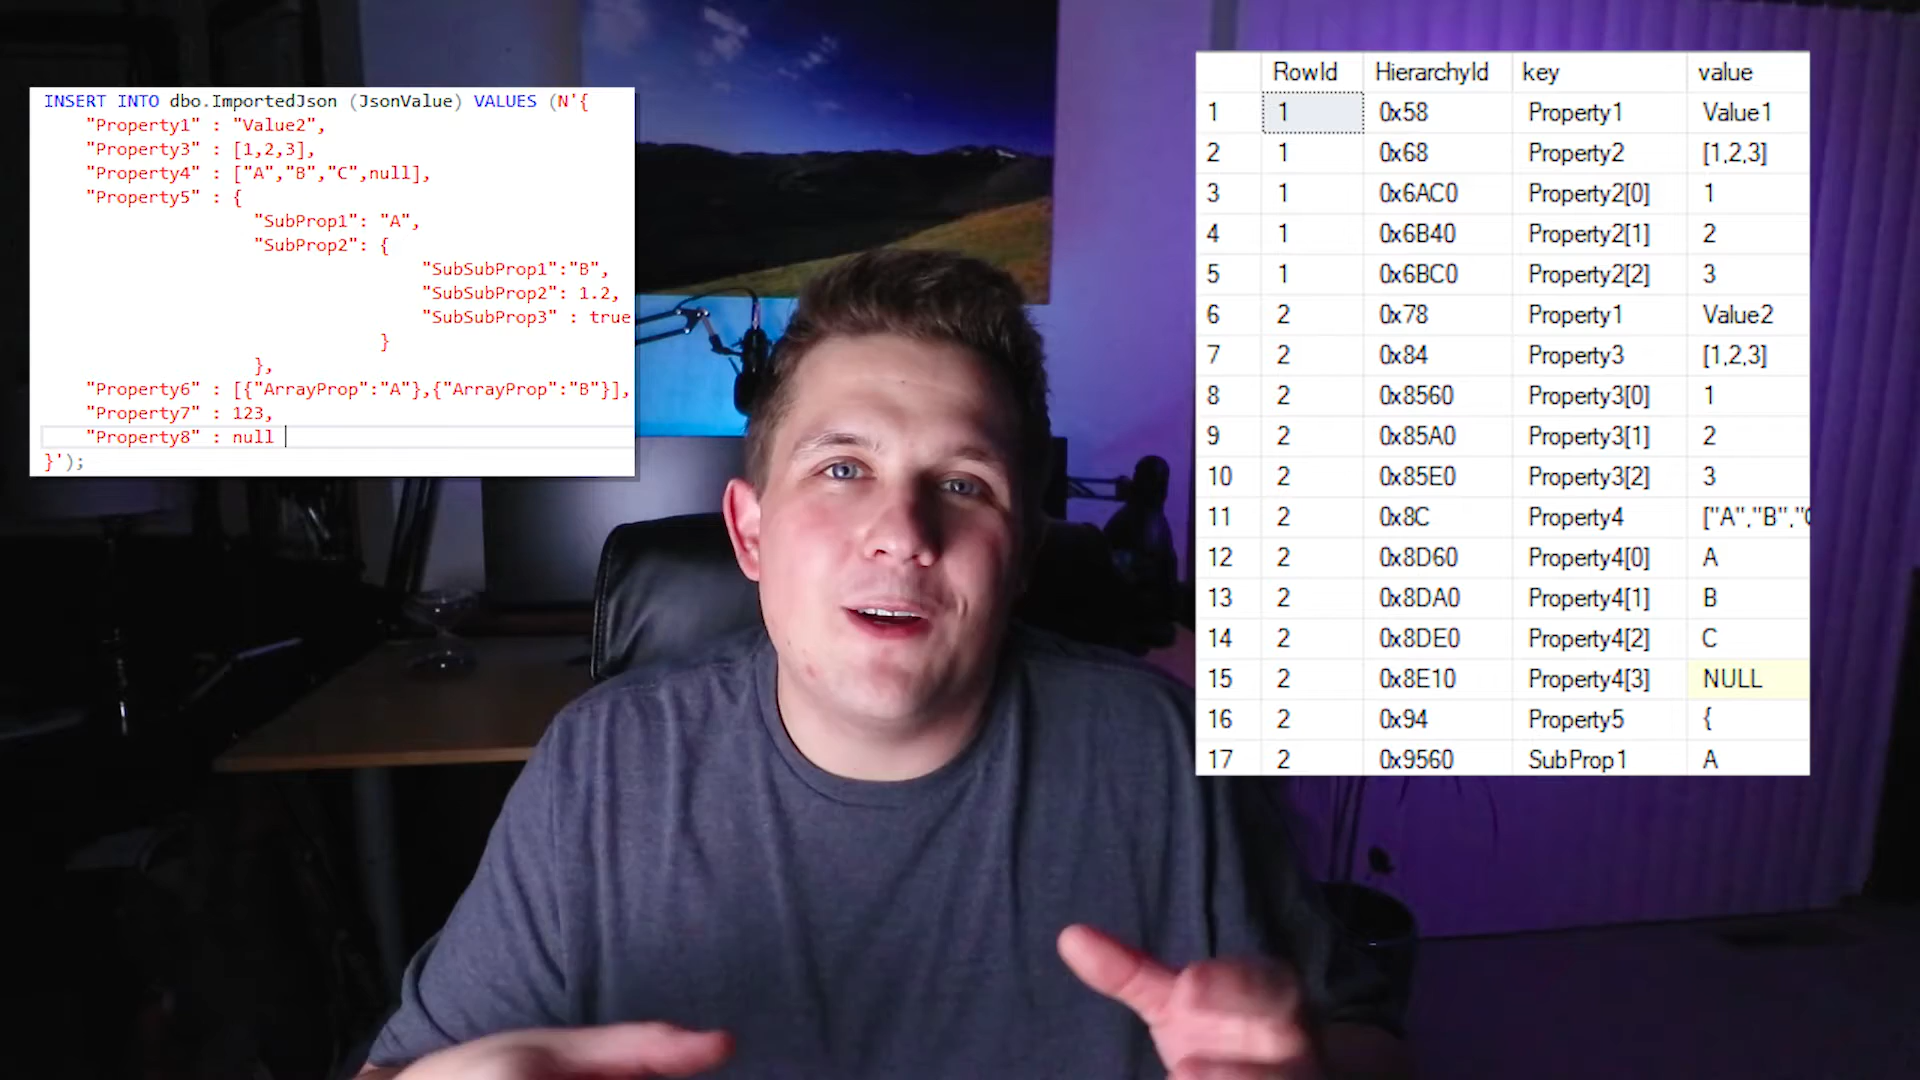 INSERT INTO dbo.ImportedJson (JsonValue) VALUES (N'{
"Property1" : "Value2",
"Property3" : [1,2,3],
"Property4" : ["A","B","C",null],
"Property5" : {
"SubProp1": "A",
"SubProp2": {
"SubSubProp1":"B",
"SubSubProp2": 1.2,
"SubSubProp3" : true
}
},
"Property6" : [{"ArrayProp":"A"},{"ArrayProp":"B"}],
"Property7" : 123,
"Property8" : null
}');
RowId HierarchyId key value
1 1 0x58 Property1 Value1
2 1 0x68 Property2 [1,2,3]
3 1 0x6AC0 Property2[0] 1
4 1 0x6B40 Property2[1] 2
5 1 0x6BC0 Property2[2] 3
6 2 0x78 Property1 Value2
7 2 0x84 Property3 [1,2,3]
8 2 0x8560 Property3[0] 1
9 2 0x85A0 Property3[1] 2
10 2 0x85E0 Property3[2] 3
11 2 0x8C Property4 ["A","B","C
12 2 0x8D60 Property4[0] A
13 2 0x8DA0 Property4[1] B
14 2 0x8DE0 Property4[2] C
15 2 0x8E10 Property4[3] NULL
16 2 0x94 Property5 {
17 2 0x9560 SubProp1 A